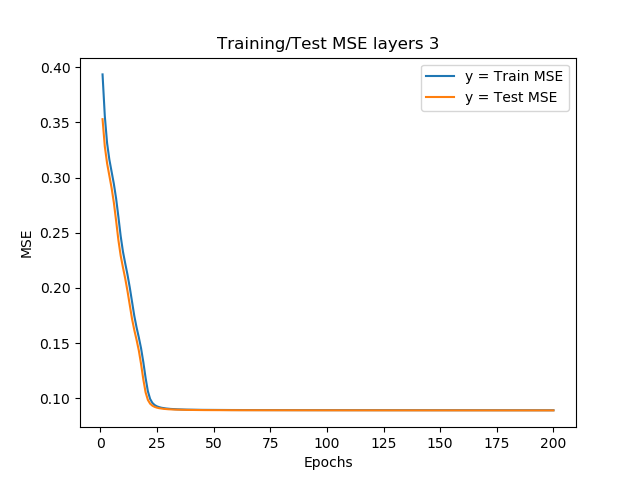 Training/Test MSE layers 3
y = Train MSE
y = Test MSE
MSE
0.40
0.35
0.30
0.25
0.20
0.15
0.10
0 25 50 75 100 125 150 175 200
Epochs